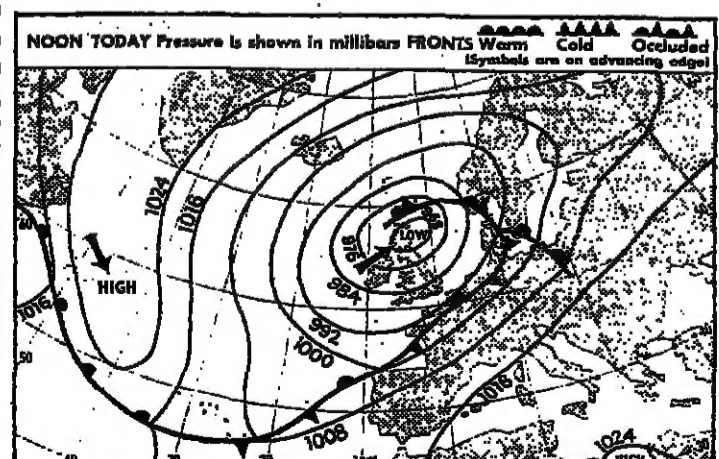 NOON TODAY Pressure is shown in millibars FRONTS Warm Cold Occluded
(Symbols are on advancing edge)
1024
1016
60
HIGH
1016
50
LOW
976
984
992
1000
1008
1016
1024
HIGH